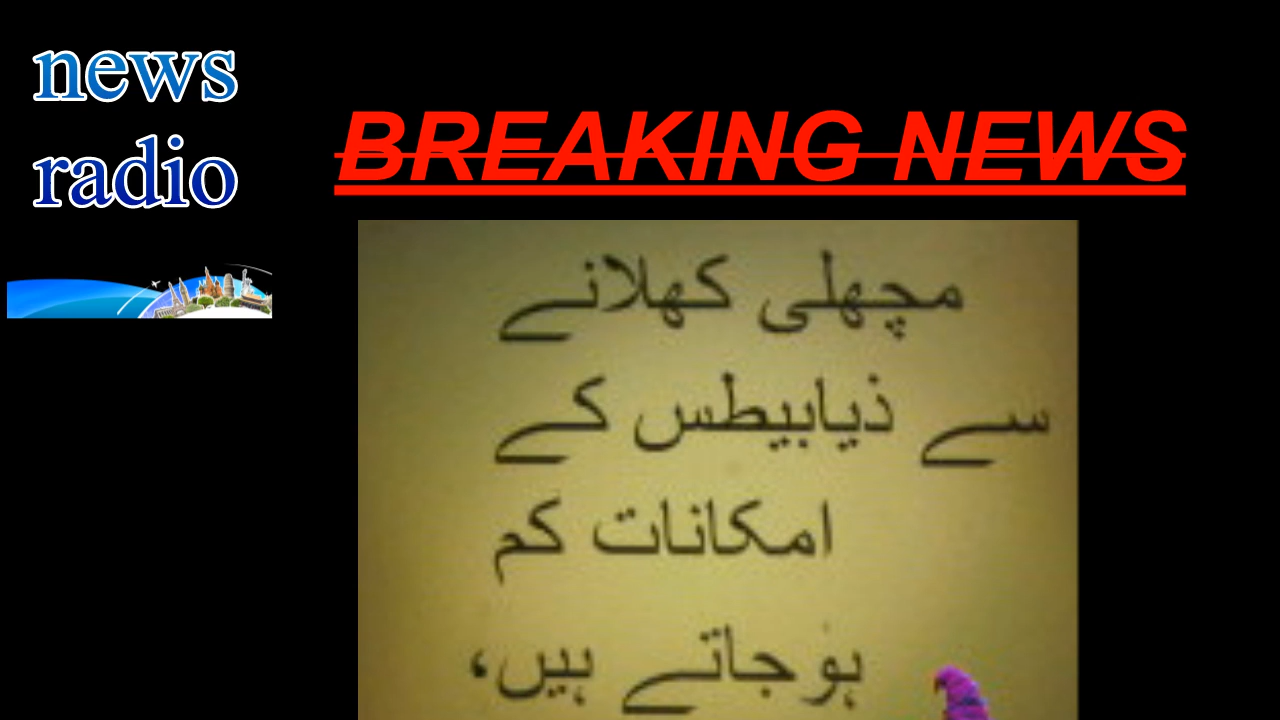 news
radio
BREAKING NEWS
مچھلی کھلانے
سے ذیابیطس کے
امکانات کم
ہوجاتے ہیں،